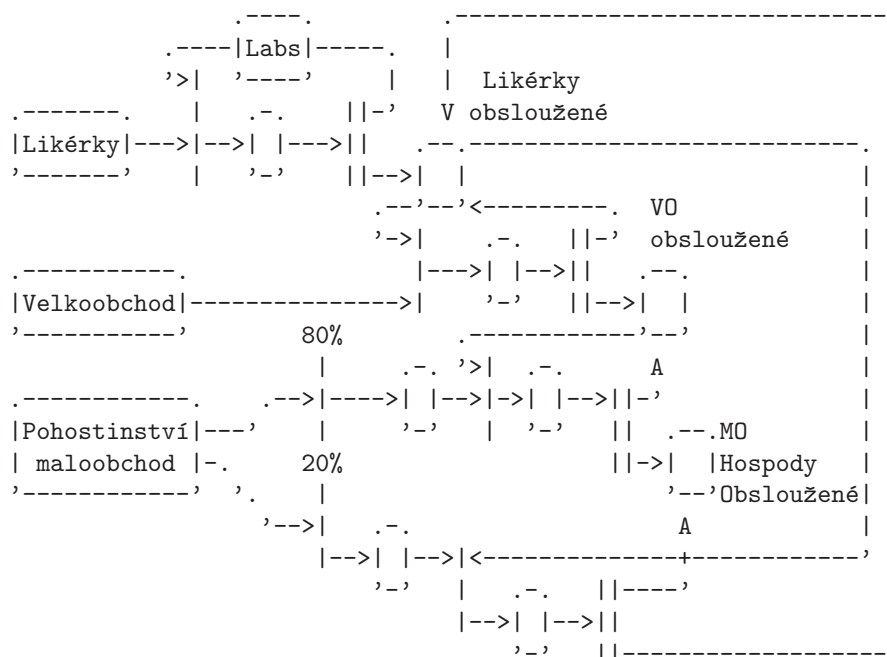 Labs
Likérky
obsloužené
Likérky
VO
obsloužené
Velkoobchod
80%
A
Pohostinství
maloobchod
MO
20%
Hospody
Obsloužené
A